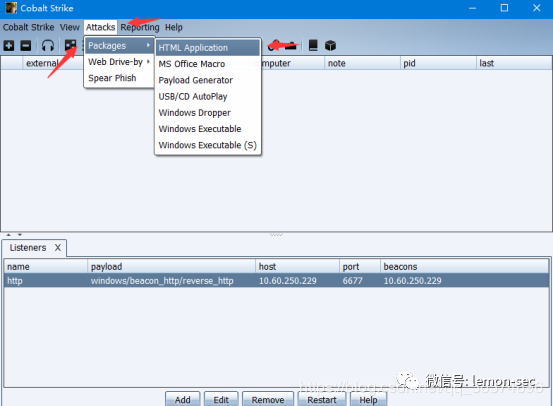 Cobalt Strike
Cobalt Strike View Attacks Reporting Help
Packages
HTML Application
Web Drive-by
MS Office Macro
Spear Phish
Payload Generator
USB/CD AutoPlay
Windows Dropper
Windows Executable
Windows Executable (S)
external
mputer note pid last
Listeners X
name payload host port beacons
http windows/beacon_http/reverse_http 10.60.250.229 6677 10.60.250.229
微信号: lemon-sec
Add Edit Remove Restart Help